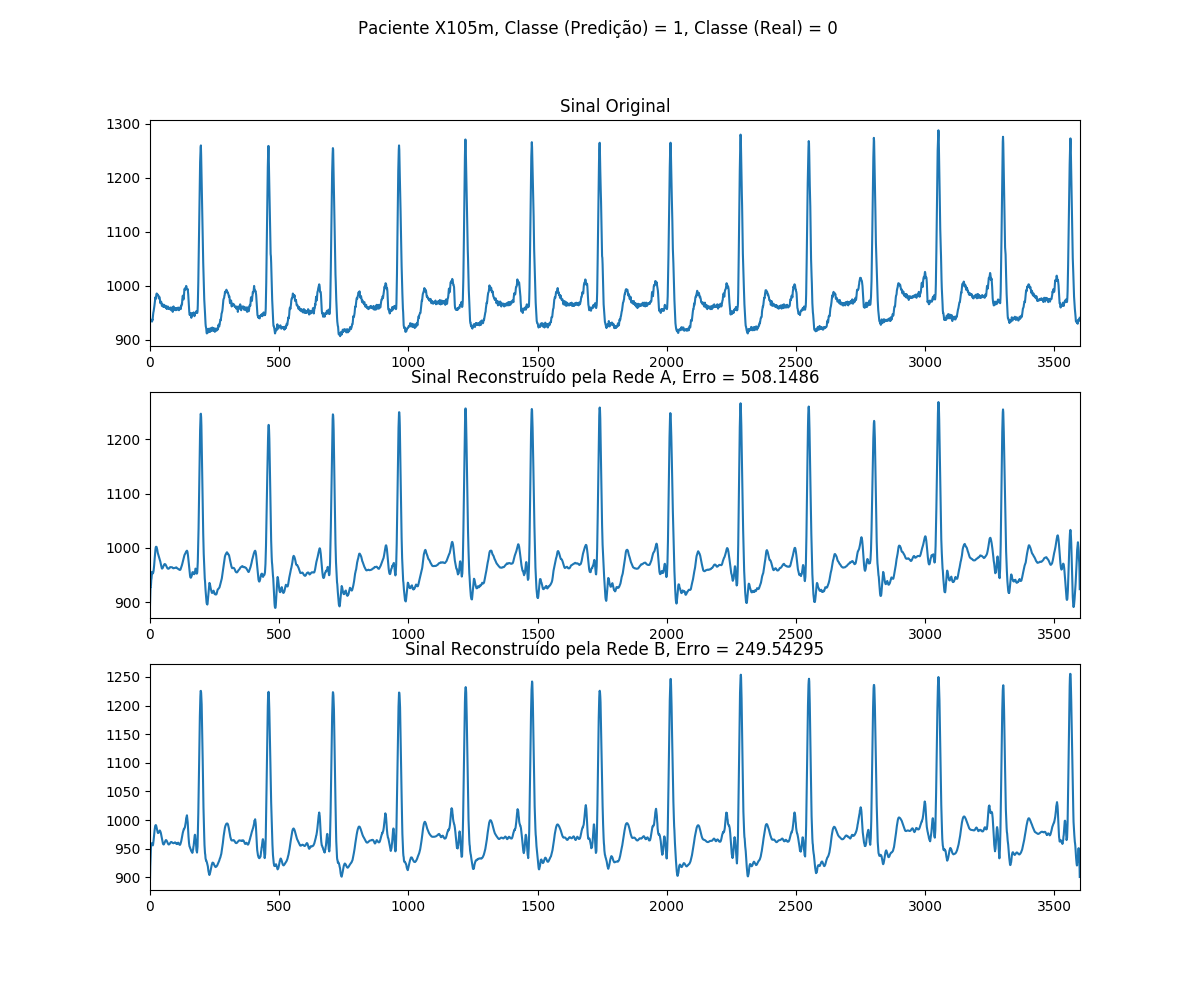 Paciente X105m, Classe (Predição) = 1, Classe (Real) = 0
Sinal Original
1300
1200
1100
1000
900
0 500 1000 1500 2000 2500 3000 3500
Sinal Reconstruído pela Rede A, Erro = 508.1486
1200
1100
1000
900
0 500 1000 1500 2000 2500 3000 3500
Sinal Reconstruído pela Rede B, Erro = 249.54295
1250
1200
1150
1100
1050
1000
950
900
0 500 1000 1500 2000 2500 3000 3500